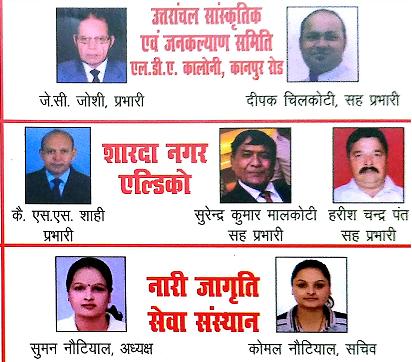 उत्तरांचल सांस्कृतिक
एवं जनकल्याण समिति
एल.डी.ए. कालोनी, कानपुर रोड
जे.सी. जोशी, प्रभारी
दीपक चिलकोटी, सह प्रभारी
शारदा नगर
एल्डिको
कै. एस.एस. शाही
प्रभारी
सुरेन्द्र कुमार मालकोटी
सह प्रभारी
हरीश चन्द्र पंत
सह प्रभारी
नारी जागृति
सेवा संस्थान
सुमन नौटियाल, अध्यक्ष
कोमल नौटियाल, सचिव